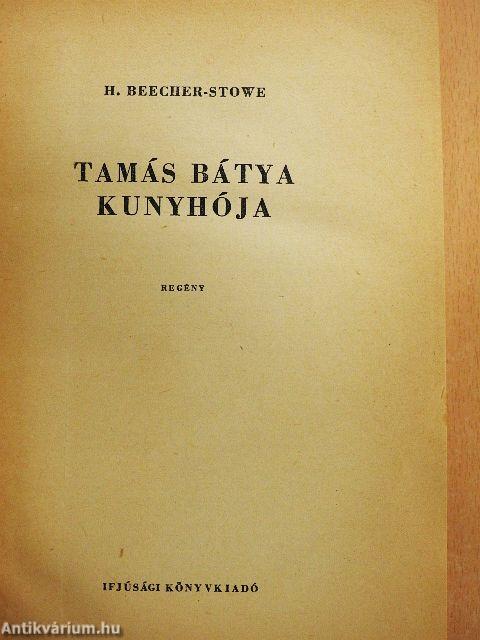 H. BEECHER-STOWE
TAMÁS BÁTYA
KUNYHÓJA
REGÉNY
IFJÚSÁGI KÖNYVKIADÓ
Antikvárium.hu